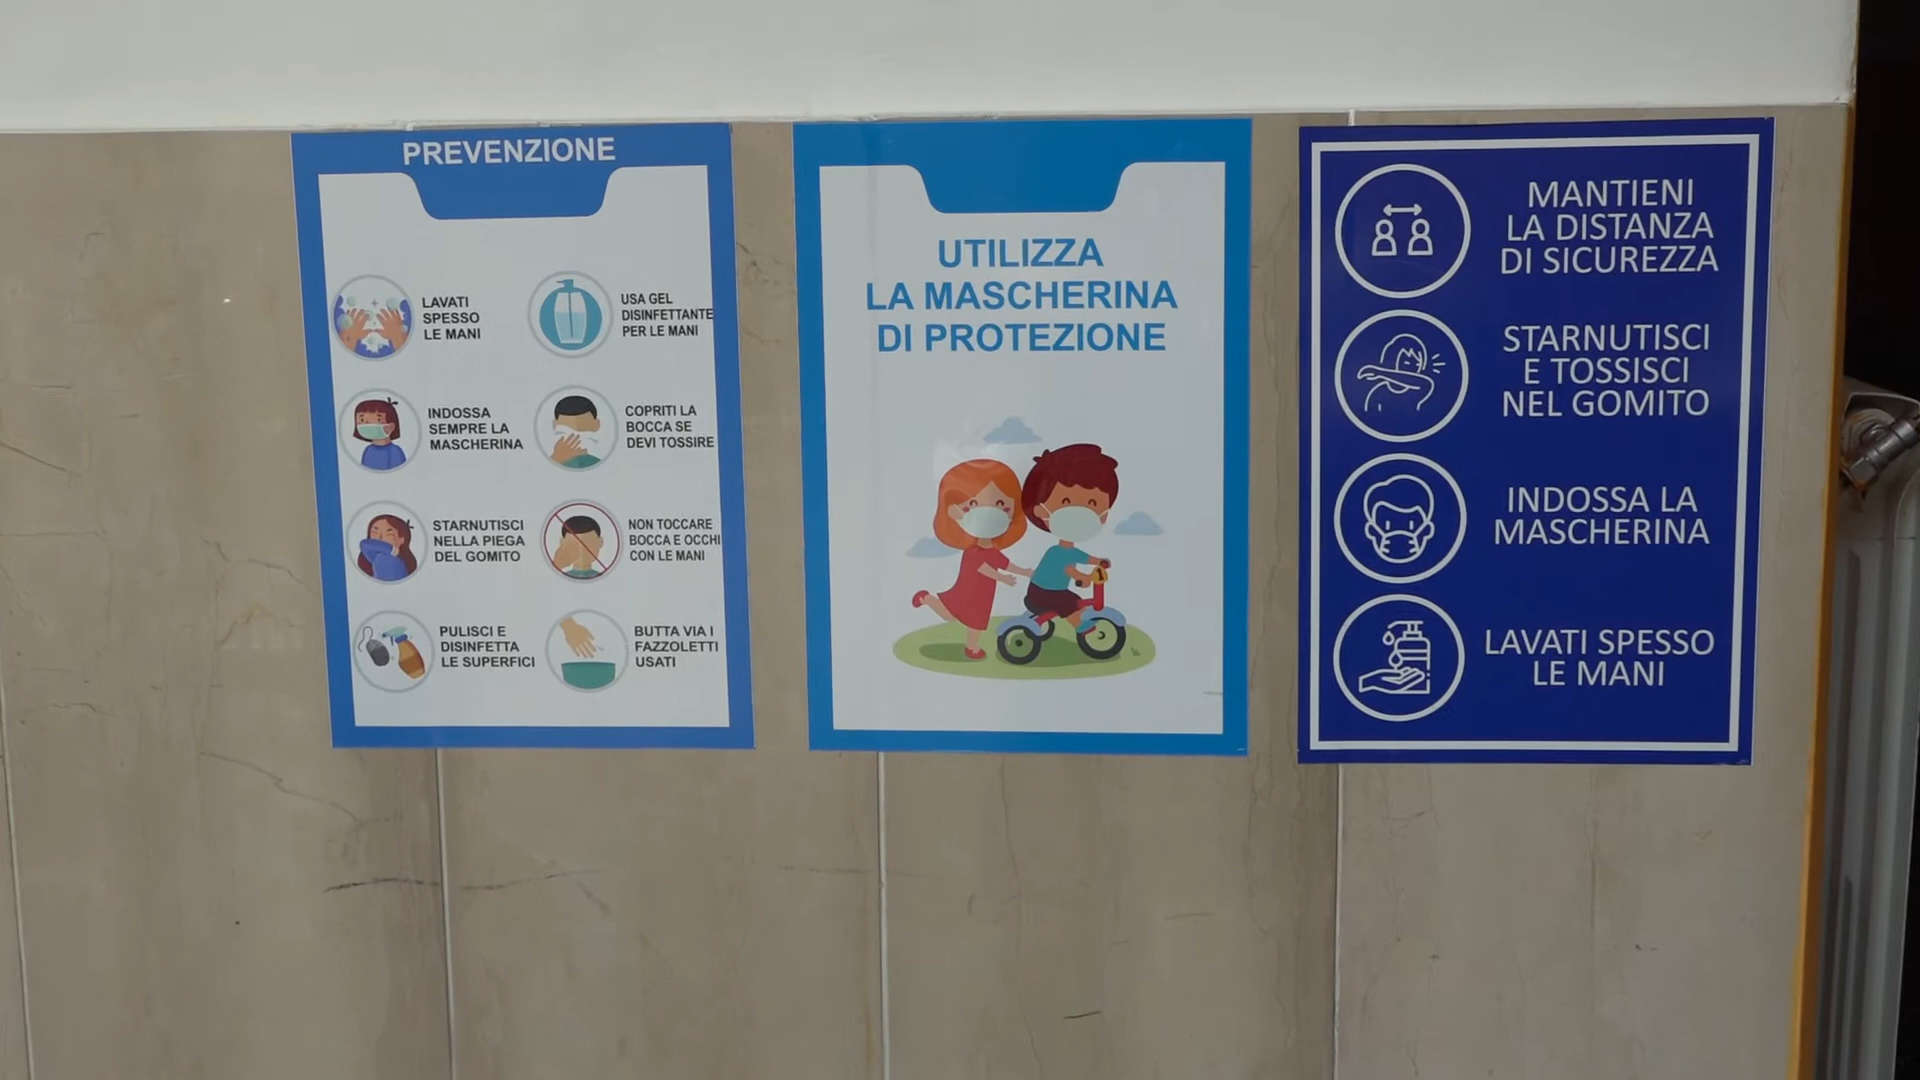 PREVENZIONE
LAVATI
SPESSO
LE MANI
USA GEL
DISINFETTANTE
PER LE MANI
INDOSSA
SEMPRE LA
MASCHERINA
COPRITI LA
BOCCA SE
DEVI TOSSIRE
STARNUTISCI
NELLA PIEGA
DEL GOMITO
NON TOCCARE
BOCCA E OCCHI
CON LE MANI
PULISCI E
DISINFETTA
LE SUPERFICI
BUTTA VIA I
FAZZOLETTI
USATI
UTILIZZA
LA MASCHERINA
DI PROTEZIONE
MANTIENI
LA DISTANZA
DI SICUREZZA
STARNUTISCI
E TOSSISCI
NEL GOMITO
INDOSSA LA
MASCHERINA
LAVATI SPESSO
LE MANI